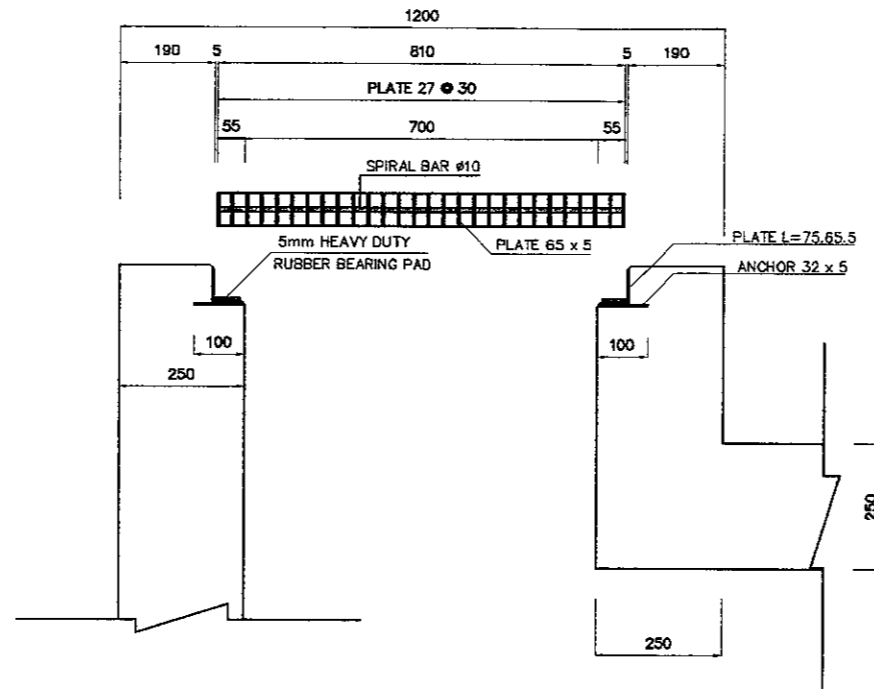 1200
190 5 810 5 190
PLATE 27 @ 30
55 700 55
SPIRAL BAR ø10
PLATE 65 x 5
5mm HEAVY DUTY
RUBBER BEARING PAD
PLATE L=75.65.5
ANCHOR 32 x 5
100
100
250
250
250